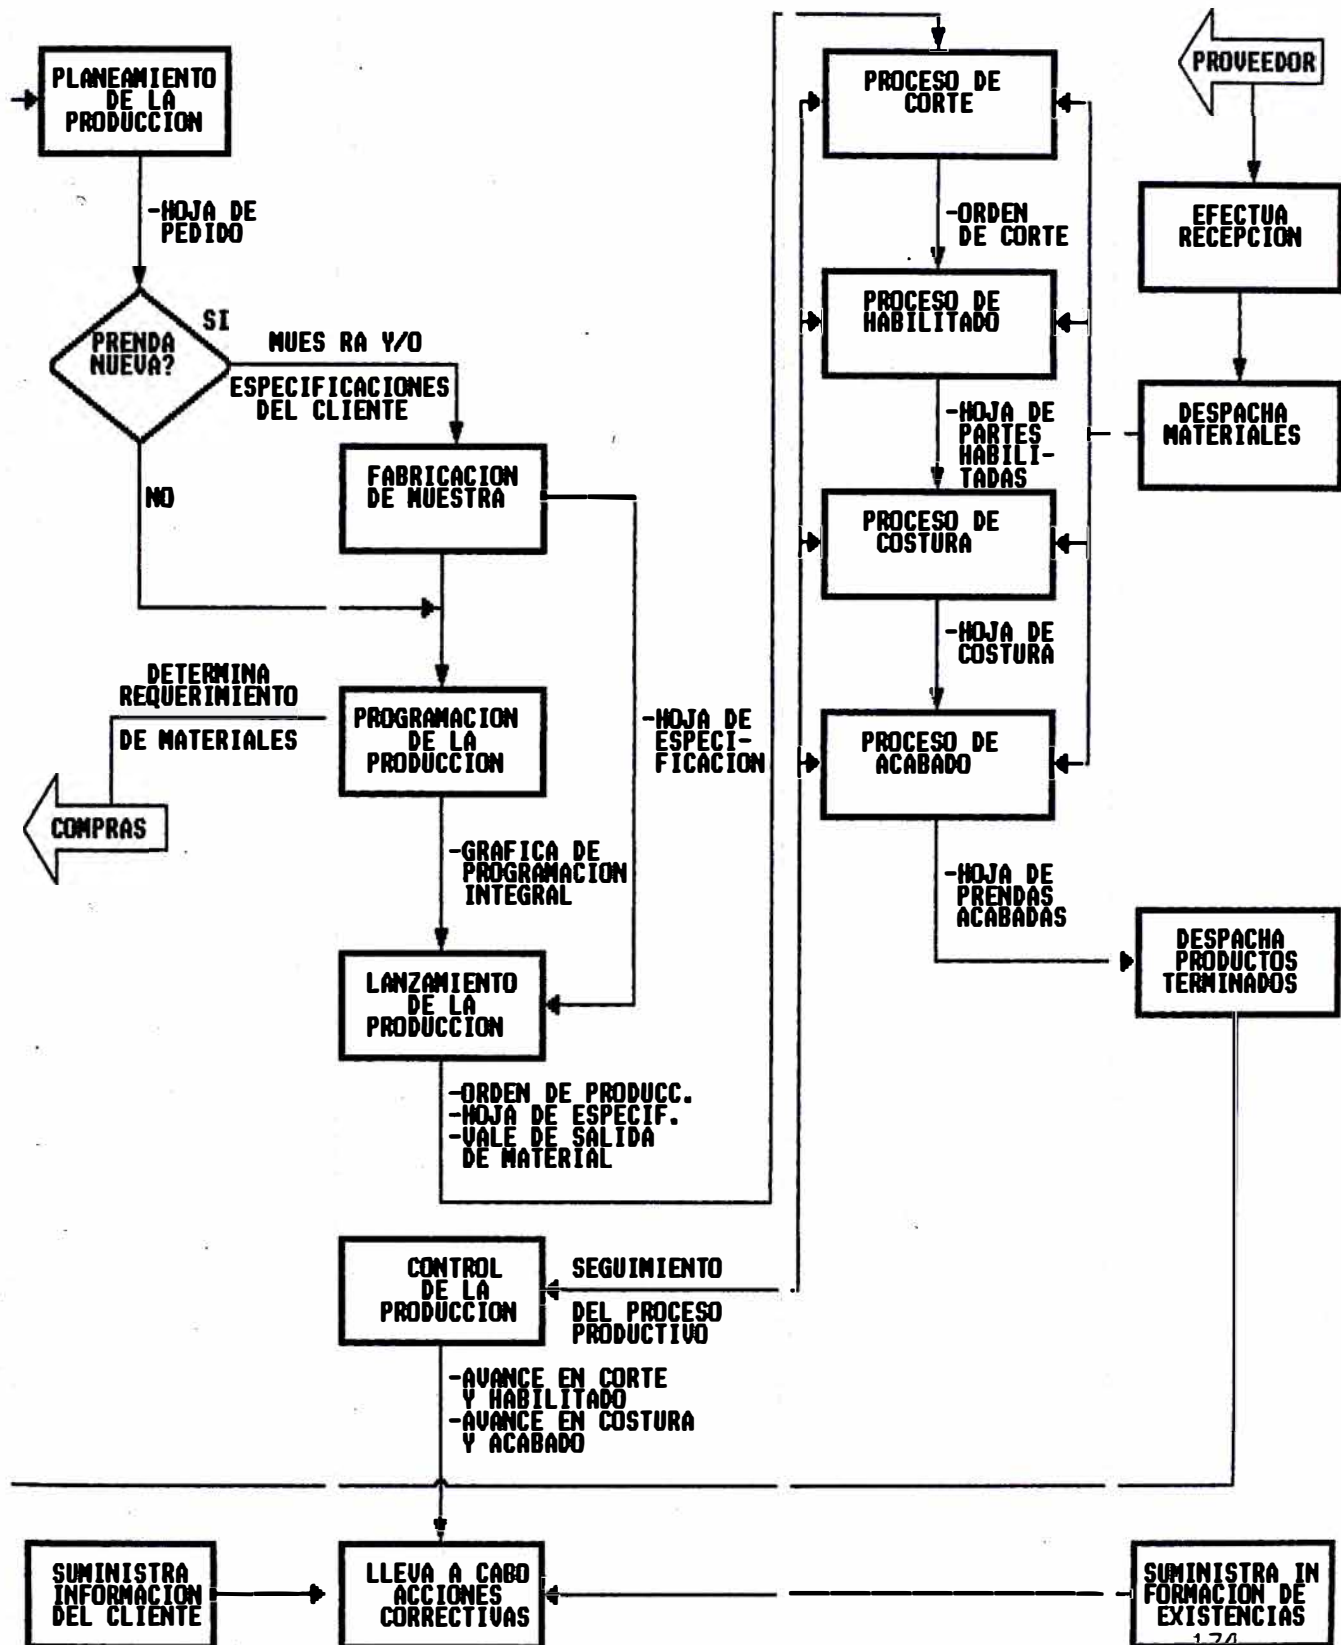 PLANEAMIENTO
DE LA
PRODUCCION
-HOJA DE
PEDIDO
PRENDA
NUEVA?
SI
MUES RA Y/O
ESPECIFICACIONES
DEL CLIENTE
NO
FABRICACION
DE MUESTRA
DETERMINA
REQUERIMIENTO
DE MATERIALES
COMPRAS
PROGRAMACION
DE LA
PRODUCCION
-HOJA DE
ESPECI-
FICACION
-GRAFICA DE
PROGRAMACION
INTEGRAL
LANZAMIENTO
DE LA
PRODUCCION
-ORDEN DE PRODUCC.
-HOJA DE ESPECIF.
-VALE DE SALIDA
DE MATERIAL
CONTROL
DE LA
PRODUCCION
SEGUIMIENTO
DEL PROCESO
PRODUCTIVO
-AVANCE EN CORTE
Y HABILITADO
-AVANCE EN COSTURA
Y ACABADO
PROCESO DE
CORTE
-ORDEN
DE CORTE
PROCESO DE
HABILITADO
-HOJA DE
PARTES
HABILI-
TADAS
PROCESO DE
COSTURA
-HOJA DE
COSTURA
PROCESO DE
ACABADO
-HOJA DE
PRENDAS
ACABADAS
PROVEEDOR
EFECTUA
RECEPCION
DESPACHA
MATERIALES
DESPACHA
PRODUCTOS
TERMINADOS
SUMINISTRA
INFORMACION
DEL CLIENTE
LLEVA A CABO
ACCIONES
CORRECTIVAS
SUMINISTRA IN
FORMACION DE
EXISTENCIAS